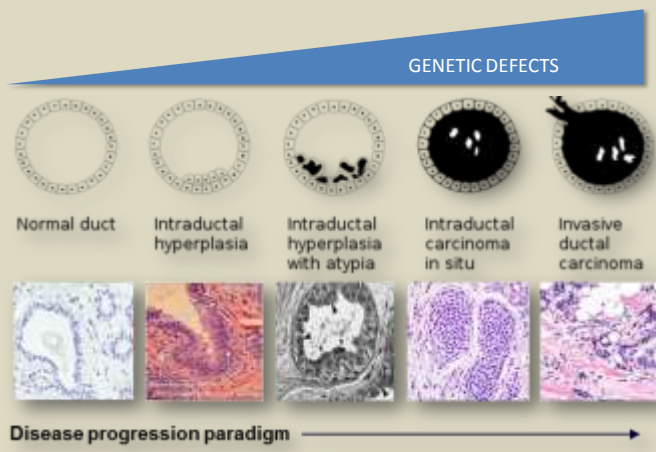 GENETIC DEFECTS
Normal duct
Intraductal
hyperplasia
Intraductal
hyperplasia
with atypia
Intraductal
carcinoma
in situ
Invasive
ductal
carcinoma
Disease progression paradigm